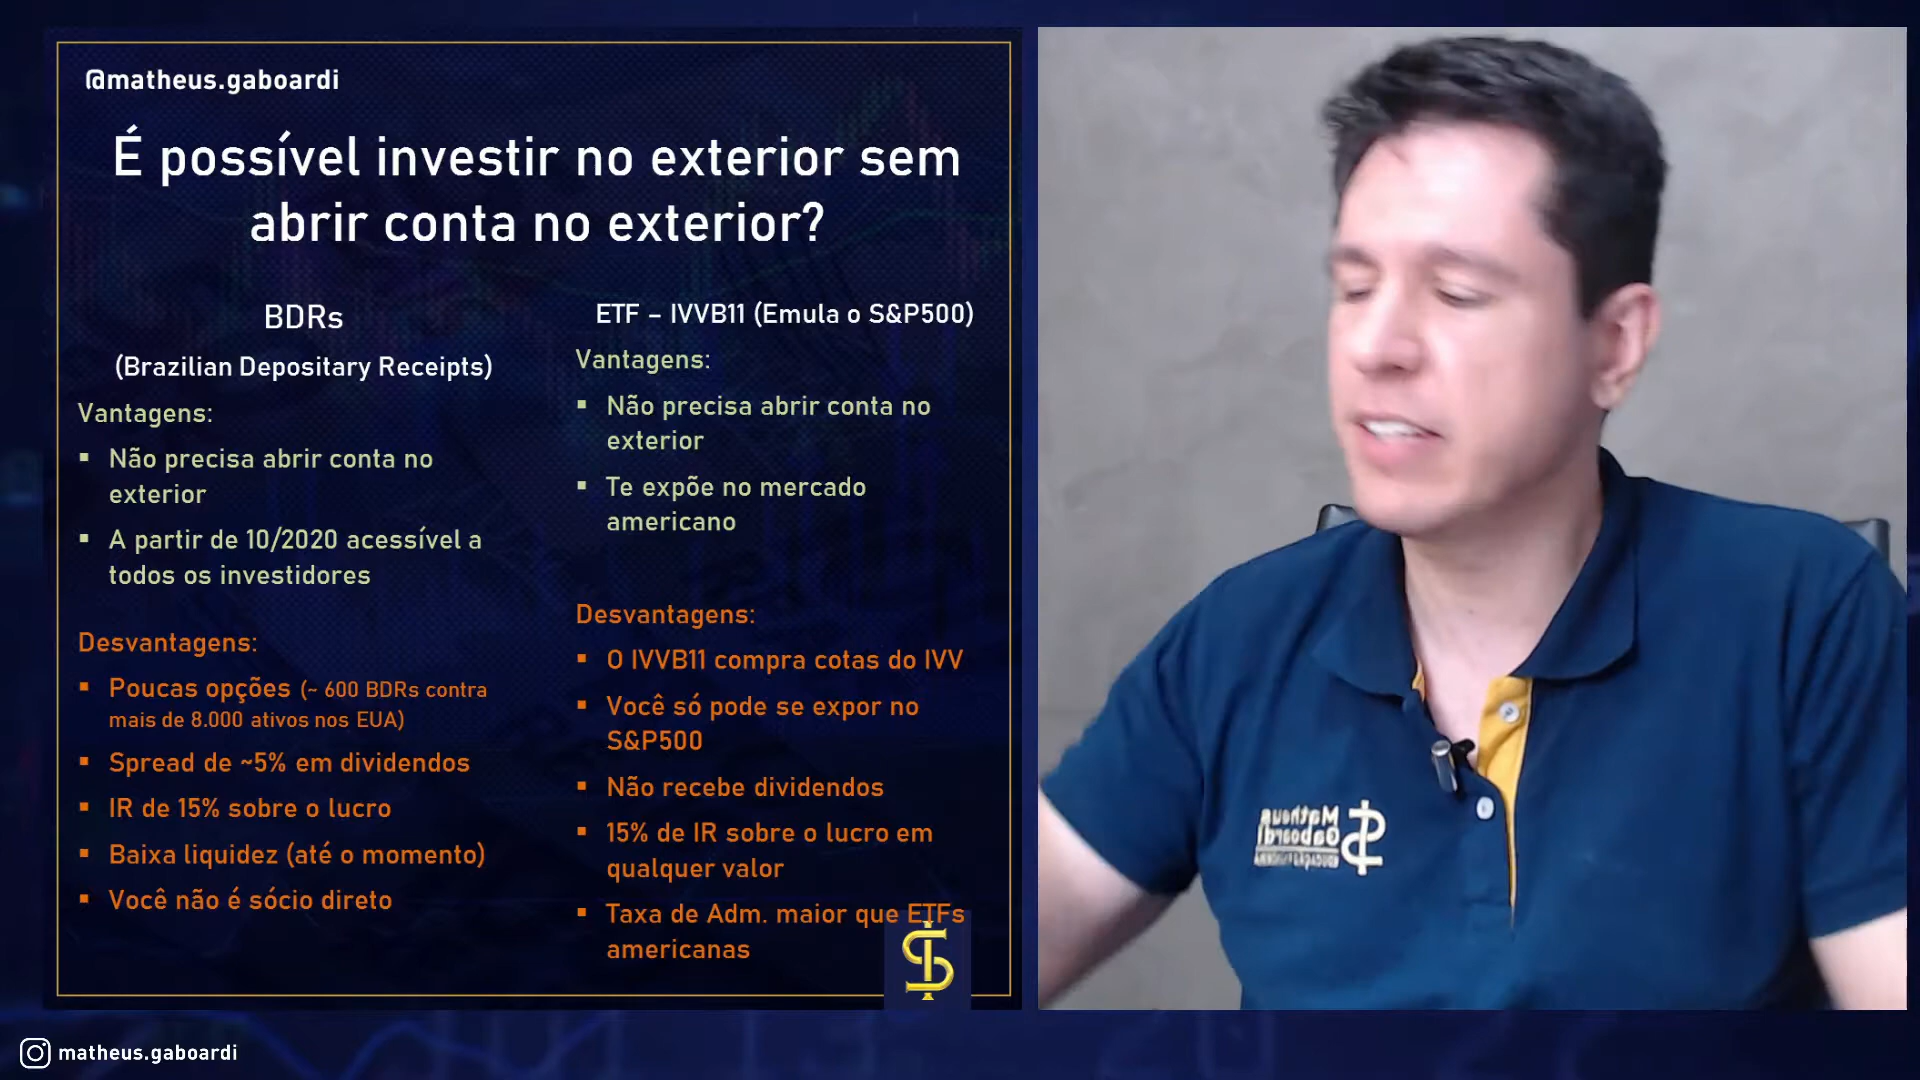 @matheus.gaboardi
É possível investir no exterior sem
abrir conta no exterior?
BDRs
(Brazilian Depositary Receipts)
Vantagens:
▪ Não precisa abrir conta no
exterior
▪ A partir de 10/2020 acessível a
todos os investidores
Desvantagens:
▪ Poucas opções (~ 600 BDRs contra
mais de 8.000 ativos nos EUA)
▪ Spread de ~5% em dividendos
▪ IR de 15% sobre o lucro
▪ Baixa liquidez (até o momento)
▪ Você não é sócio direto
ETF – IVVB11 (Emula o S&P500)
Vantagens:
▪ Não precisa abrir conta no
exterior
▪ Te expõe no mercado
americano
Desvantagens:
▪ O IVVB11 compra cotas do IVV
▪ Você só pode se expor no
S&P500
▪ Não recebe dividendos
▪ 15% de IR sobre o lucro em
qualquer valor
▪ Taxa de Adm. maior que ETFs
americanas
Matheus
Gaboardi
matheus.gaboardi